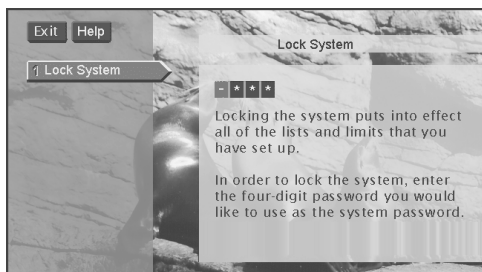 Exit Help
Lock System
1 Lock System
- * * *
Locking the system puts into effect
all of the lists and limits that you
have set up.
In order to lock the system, enter
the four-digit password you would
like to use as the system password.